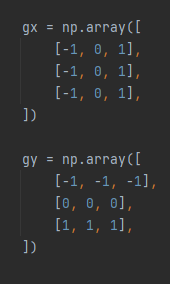 gx = np.array([
    [-1, 0, 1],
    [-1, 0, 1],
    [-1, 0, 1],
])

gy = np.array([
    [-1, -1, -1],
    [0, 0, 0],
    [1, 1, 1],
])